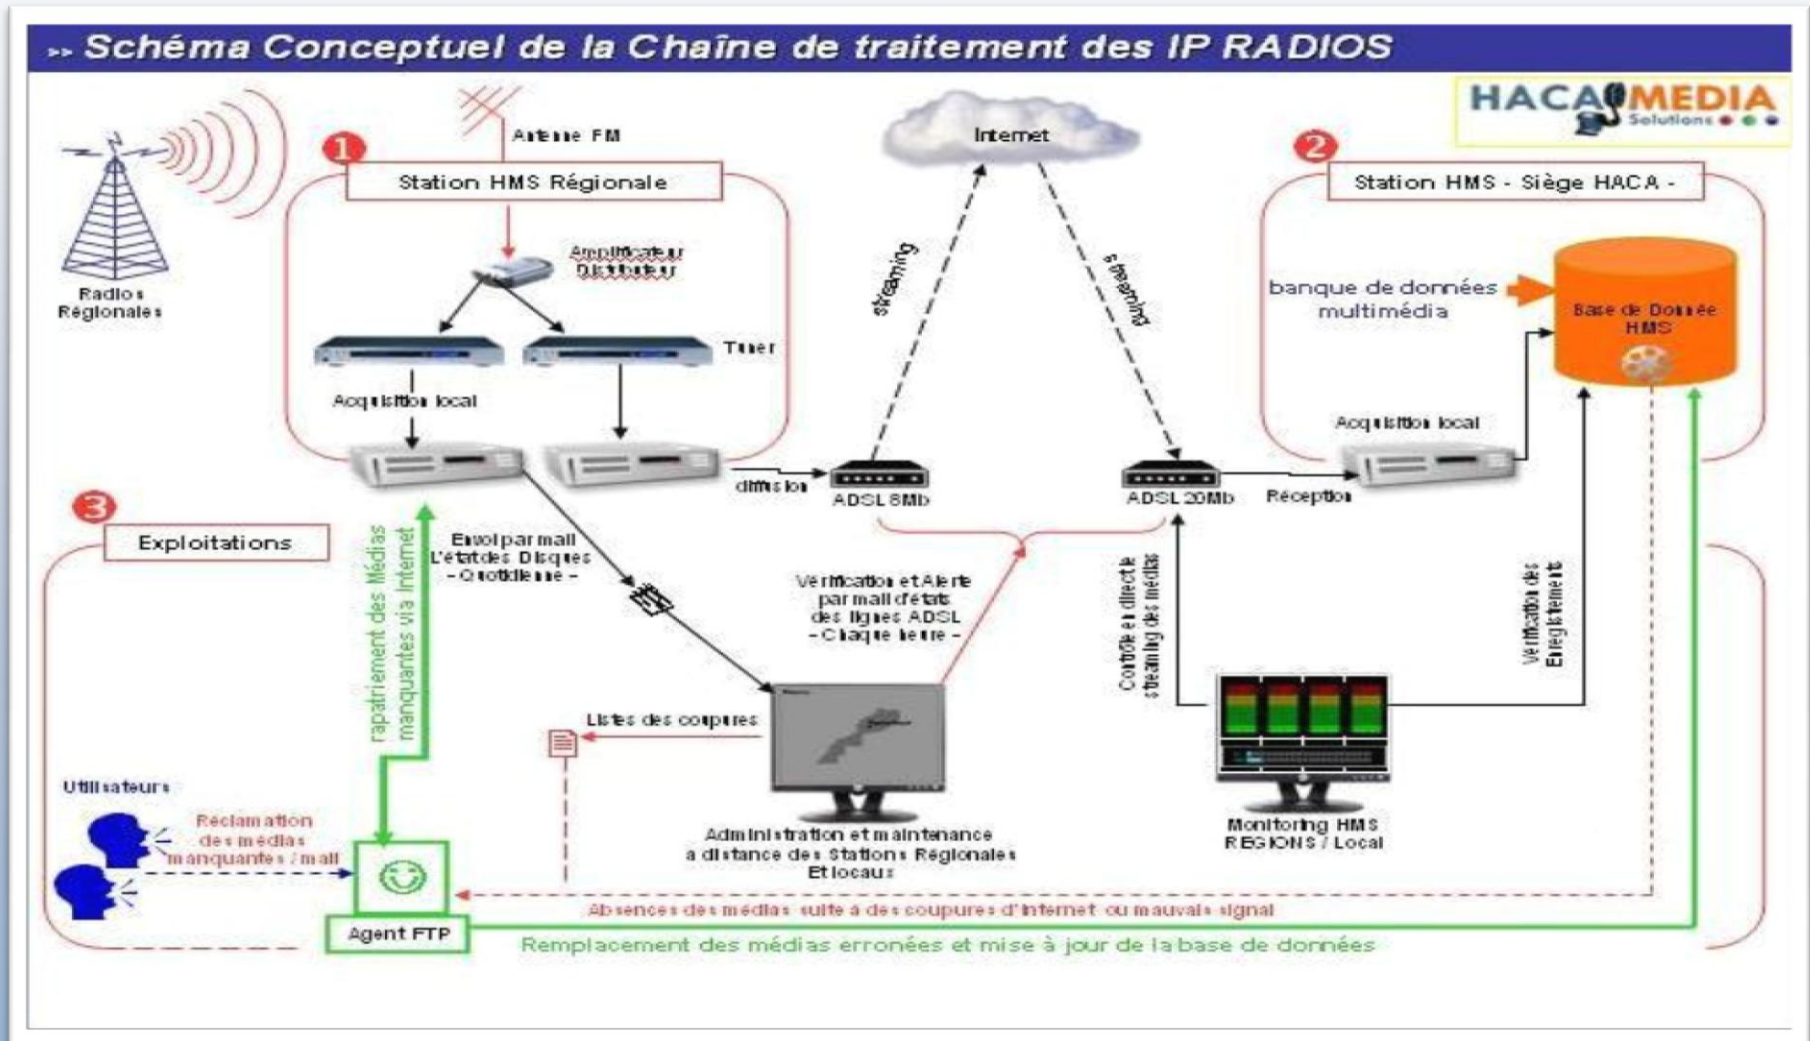 >> Schéma Conceptuel de la Chaîne de traitement des IP RADIOS
HACA MEDIA
Solutions
Antenne FM
Internet
1
Station HMS Régionale
2
Station HMS - Siège HACA -
Radios
Régionales
Amplificateur
Distributeur
Tuner
streaming
streaming
banque de données
multimédia
Base de Donnée
HMS
Acquisition local
Acquisition local
diffusion
ADSL 8Mb
ADSL 20Mb
Réception
3
Exploitations
rapatriement des Médias
manquantes via Internet
Envoi par mail
L'état des Disques
- Quotidienne -
Vérification et Alerte
par mail d'états
des lignes ADSL
- Chaque heure -
Contrôle en directle
streaming des médias
Vérification des
Enregistrements
Listes des coupures
Utilisateurs
Réclamation
des médias
manquantes / mail
Administration et maintenance
a distance des Stations Régionales
Et locaux
Monitoring HMS
REGIONS / Local
Absences des médias suite à des coupures d'Internet ou mauvais signal
Agent FTP
Remplacement des médias erronées et mise à jour de la base de données